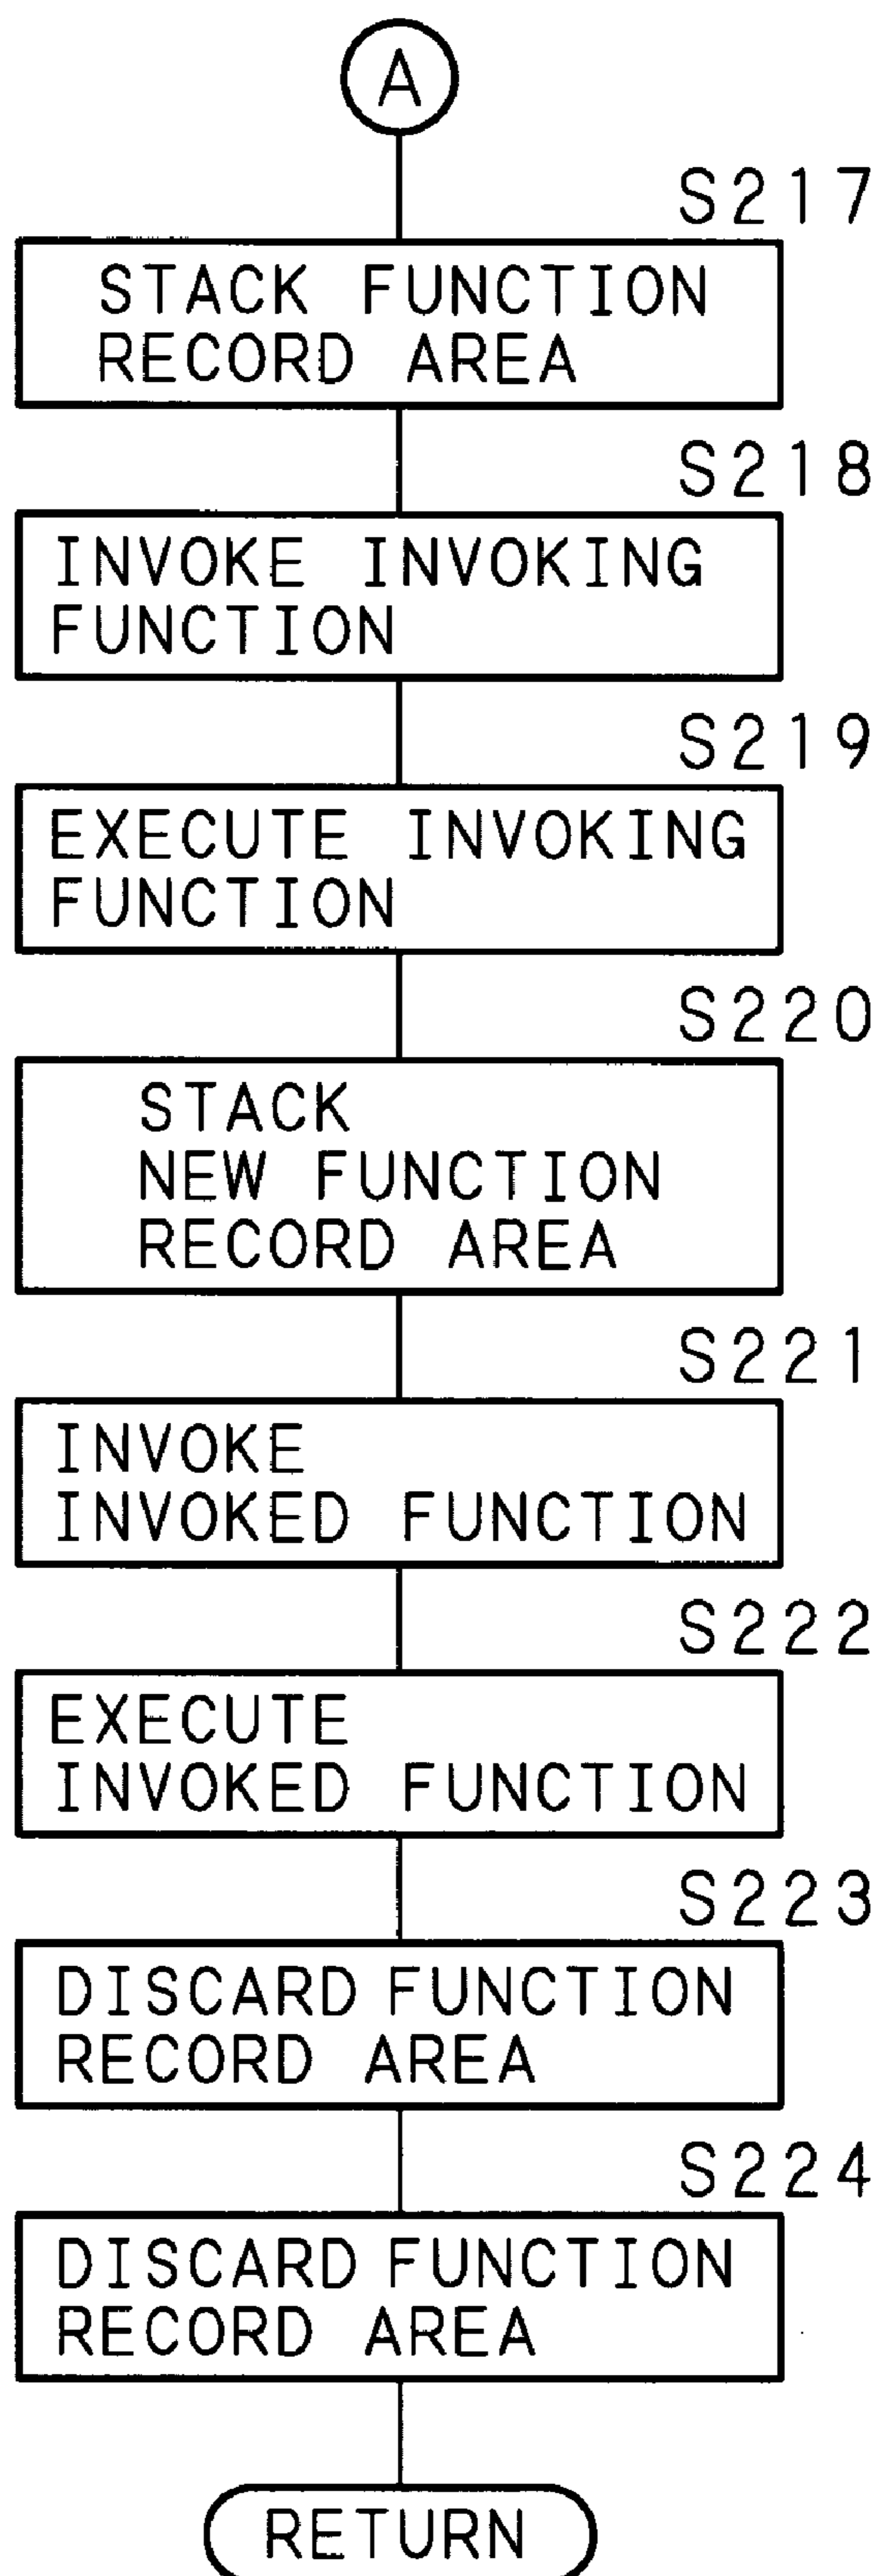 A
S217
STACK FUNCTION
RECORD AREA
S218
INVOKE INVOKING
FUNCTION
S219
EXECUTE INVOKING
FUNCTION
S220
STACK
NEW FUNCTION
RECORD AREA
S221
INVOKE
INVOKED FUNCTION
S222
EXECUTE
INVOKED FUNCTION
S223
DISCARD FUNCTION
RECORD AREA
S224
DISCARD FUNCTION
RECORD AREA
RETURN